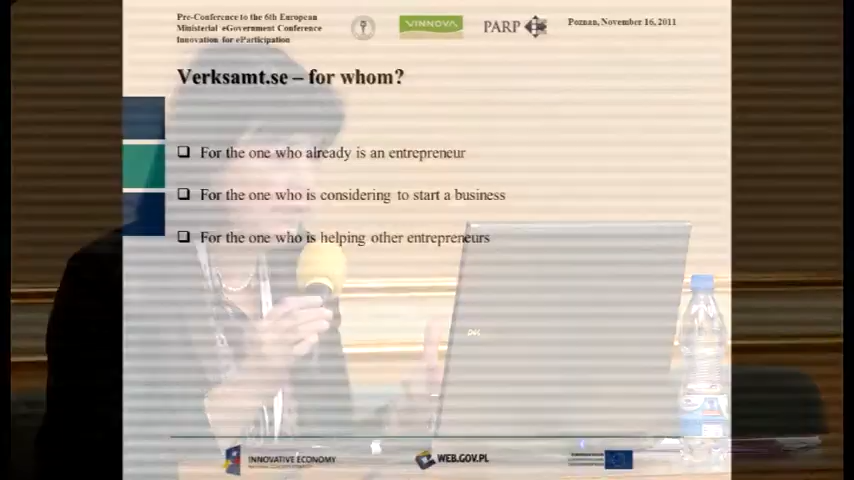 Pre-Conference to the 6th European
Ministerial eGovernment Conference
Innovation for eParticipation
VINNOVA
PARP
Poznan, November 16, 2011
Verksamt.se – for whom?
For the one who already is an entrepreneur
For the one who is considering to start a business
For the one who is helping other entrepreneurs
DELL
INNOVATIVE ECONOMY
WEB.GOV.PL